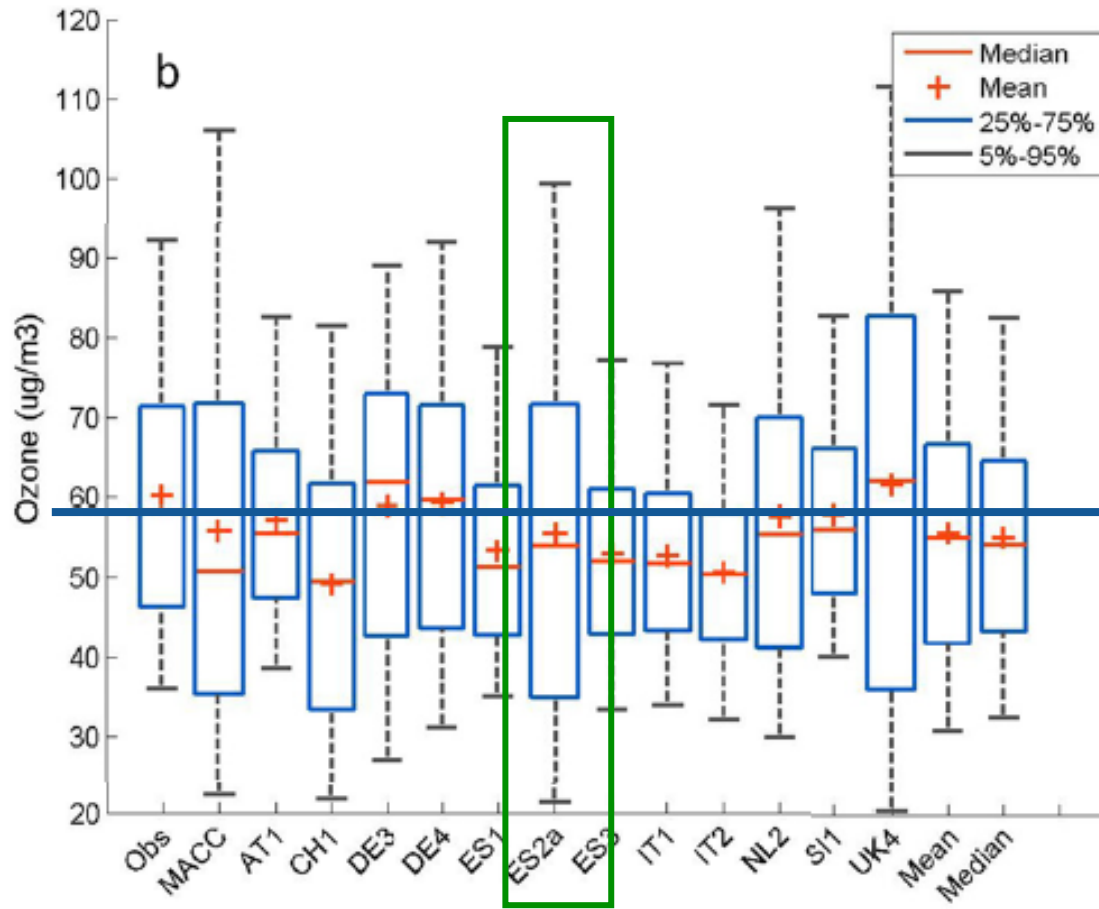 120
110
100
90
80
70
60
50
40
30
20
Ozone (ug/m3)
b
Median
Mean
25%-75%
5%-95%
Obs
MACC
AT1
CH1
DE3
DE4
ES1
ES2a
ES3
IT1
IT2
NL2
SI1
UK4
Mean
Median